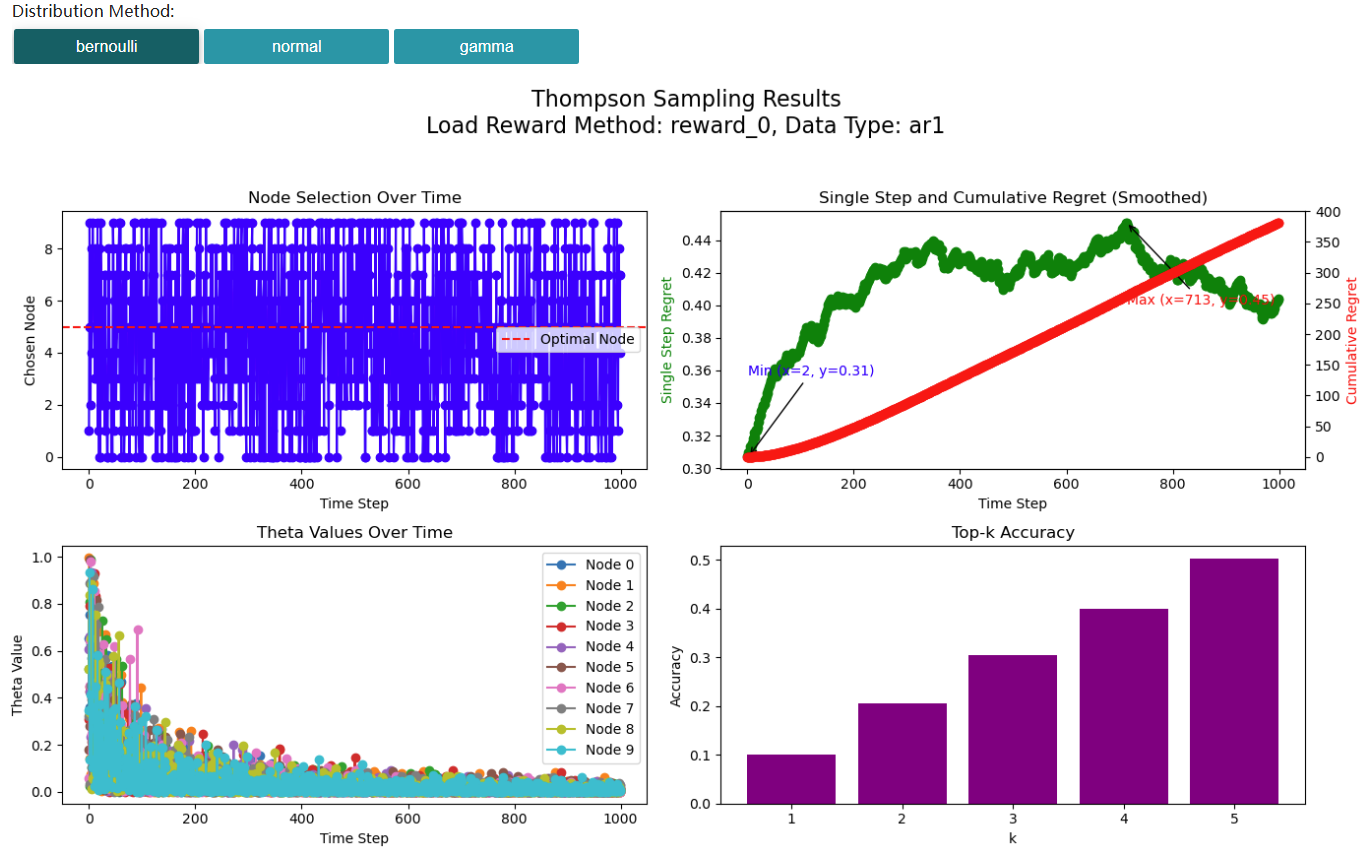 Distribution Method:
bernoulli normal gamma
Thompson Sampling Results
Load Reward Method: reward_0, Data Type: ar1
Node Selection Over Time
8
6
4
2
0
Chosen Node
Optimal Node
0 200 400 600 800 1000
Time Step
Single Step and Cumulative Regret (Smoothed)
0.44
0.42
0.40
0.38
0.36
0.34
0.32
0.30
Single Step Regret
Min (x=2, y=0.31)
Max (x=713, y=0.45)
400
350
300
250
200
150
100
50
0
Cumulative Regret
0 200 400 600 800 1000
Time Step
Theta Values Over Time
1.0
0.8
0.6
0.4
0.2
0.0
Theta Value
Node 0
Node 1
Node 2
Node 3
Node 4
Node 5
Node 6
Node 7
Node 8
Node 9
0 200 400 600 800 1000
Time Step
Top-k Accuracy
0.5
0.4
0.3
0.2
0.1
0.0
Accuracy
1 2 3 4 5
k